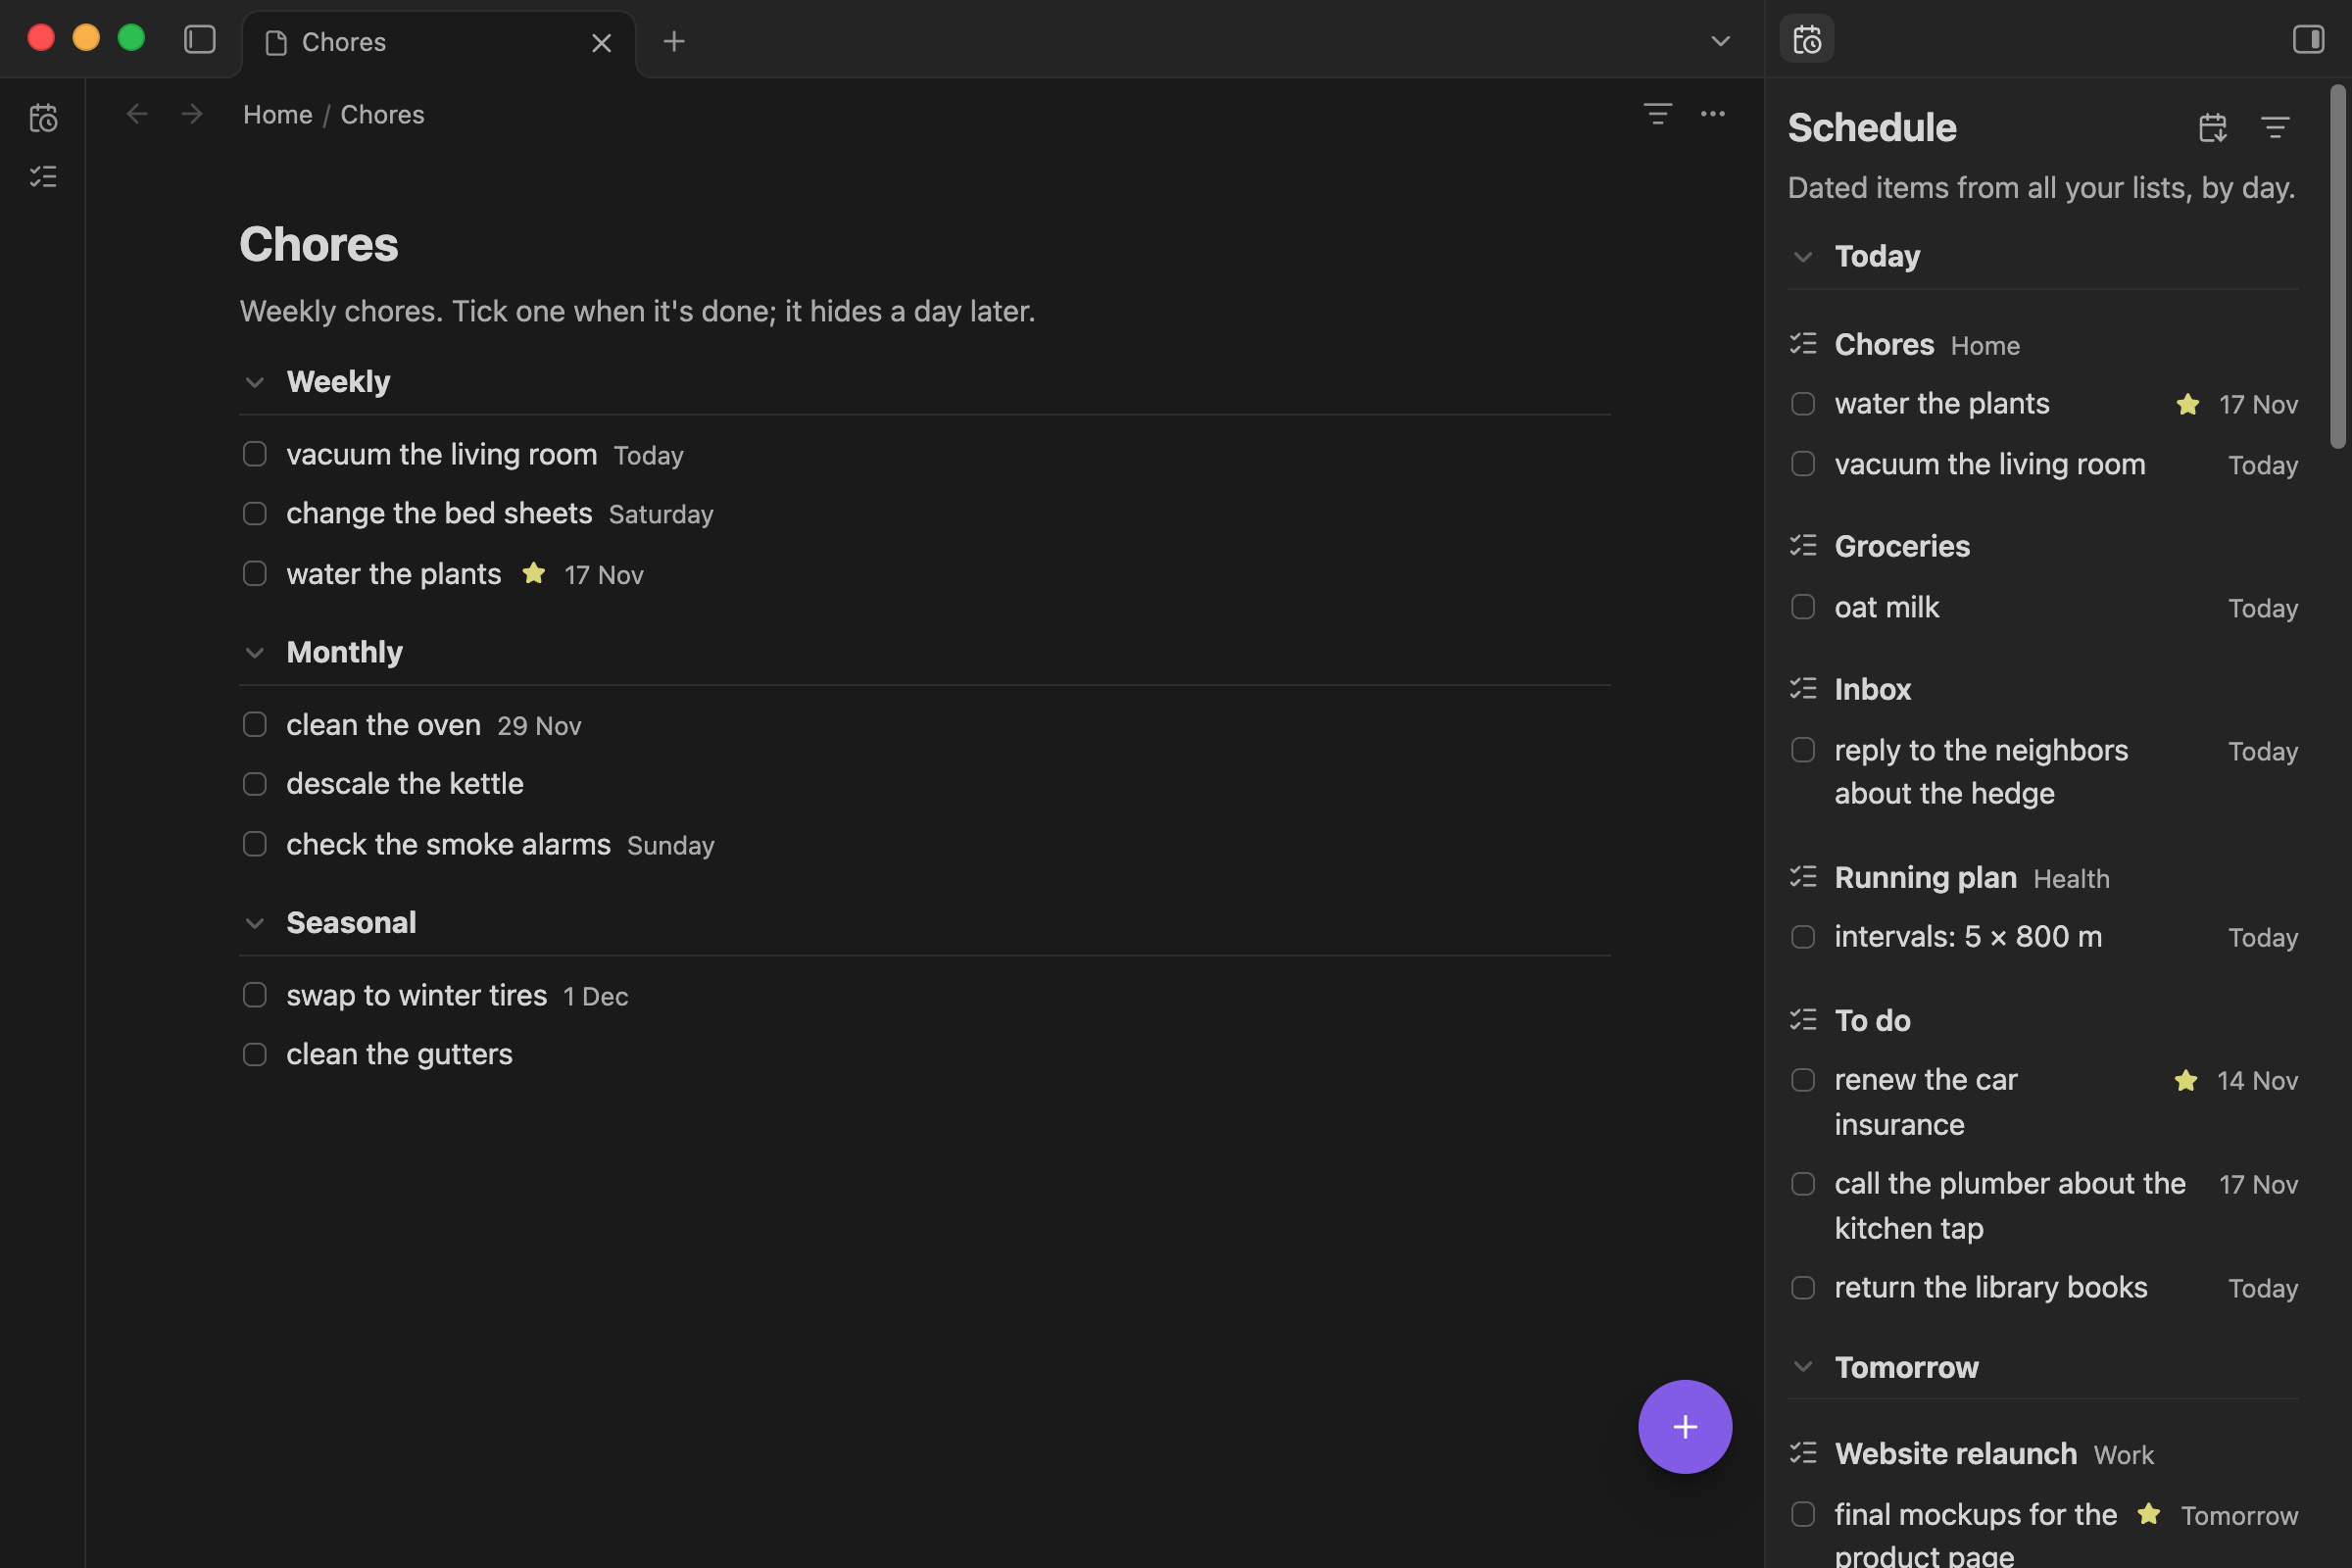 Chores
Home / Chores
Chores
Weekly chores. Tick one when it's done; it hides a day later.
Weekly
vacuum the living room Today
change the bed sheets Saturday
water the plants 17 Nov
Monthly
clean the oven 29 Nov
descale the kettle
check the smoke alarms Sunday
Seasonal
swap to winter tires 1 Dec
clean the gutters
Schedule
Dated items from all your lists, by day.
Today
Chores Home
water the plants 17 Nov
vacuum the living room Today
Groceries
oat milk Today
Inbox
reply to the neighbors Today
about the hedge
Running plan Health
intervals: 5 × 800 m Today
To do
renew the car 14 Nov
insurance
call the plumber about the 17 Nov
kitchen tap
return the library books Today
Tomorrow
Website relaunch Work
final mockups for the Tomorrow
product page